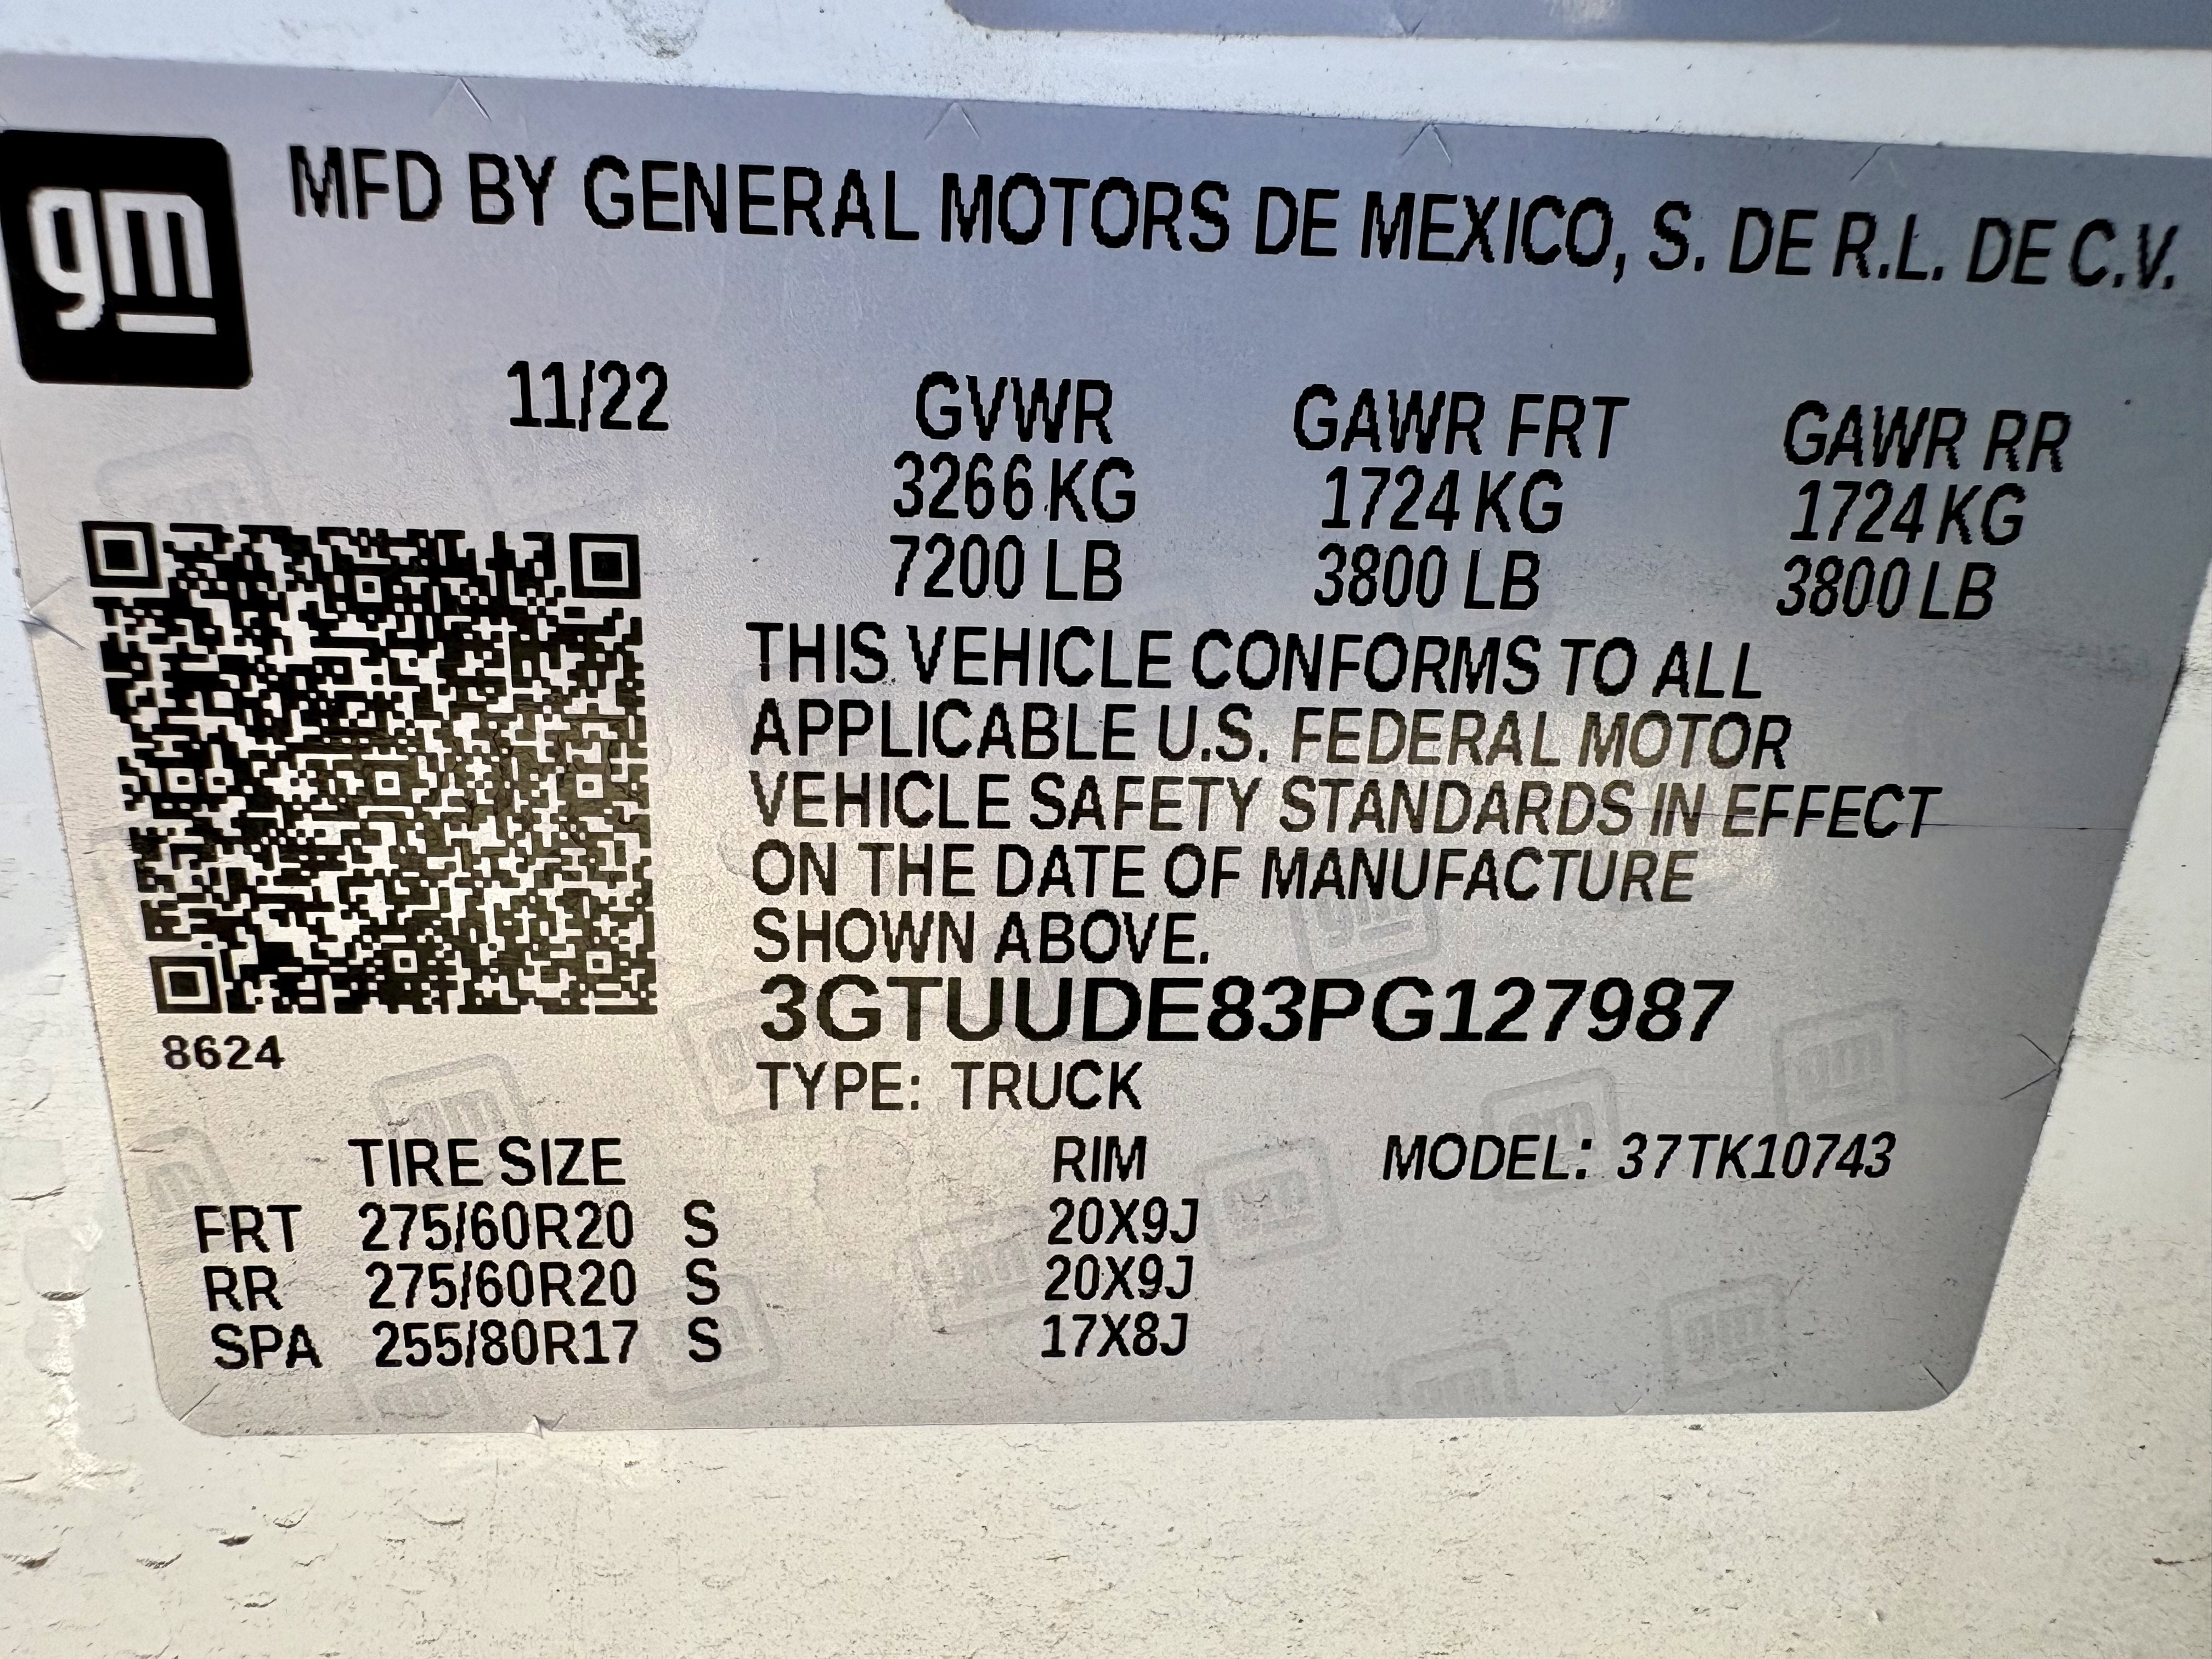 gm
MFD BY GENERAL MOTORS DE MEXICO, S. DE R.L. DE C.V.
11/22 GVWR GAWR FRT GAWR RR
3266 KG 1724 KG 1724 KG
7200 LB 3800 LB 3800 LB
THIS VEHICLE CONFORMS TO ALL
APPLICABLE U.S. FEDERAL MOTOR
VEHICLE SAFETY STANDARDS IN EFFECT
ON THE DATE OF MANUFACTURE
SHOWN ABOVE.
3GTUUDE83PG127987
8624
TYPE: TRUCK
TIRE SIZE RIM MODEL: 37TK10743
FRT 275/60R20 S 20X9J
RR 275/60R20 S 20X9J
SPA 255/80R17 S 17X8J